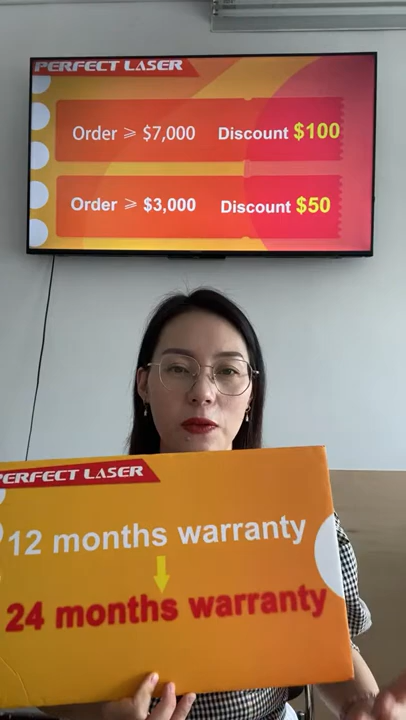 PERFECT LASER
Order ⩾ $7,000 Discount $100
Order ⩾ $3,000 Discount $50
PERFECT LASER
12 months warranty
24 months warranty